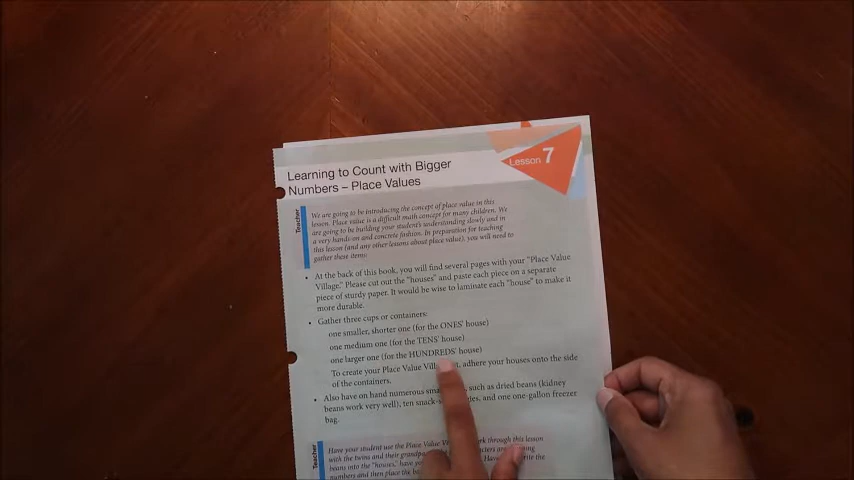 Lesson 7
Learning to Count with Bigger
Numbers – Place Values
Teacher
We are going to be introducing the concept of place value in this
lesson. Place value is a difficult math concept for many children. We
are going to be building your student's understanding slowly and in
a very hands-on and concrete fashion. In preparation for teaching
this lesson (and any other lessons about place value), you will need to
gather these items:
• At the back of this book, you will find several pages with your "Place Value
Village." Please cut out the "houses" and paste each piece on a separate
piece of sturdy paper. It would be wise to laminate each "house" to make it
more durable.
• Gather three cups or containers:
one smaller, shorter one (for the ONES' house)
one medium one (for the TENS' house)
one larger one (for the HUNDREDS' house)
To create your Place Value adhere your houses onto the side
of the containers.
• Also have on hand numerous such as dried beans (kidney
beans work very well), ten and one one-gallon freezer
bag.
Teacher
Have your student use the Place Value through this lesson
with the twins and their
beans into the "houses," the
numbers and then place the